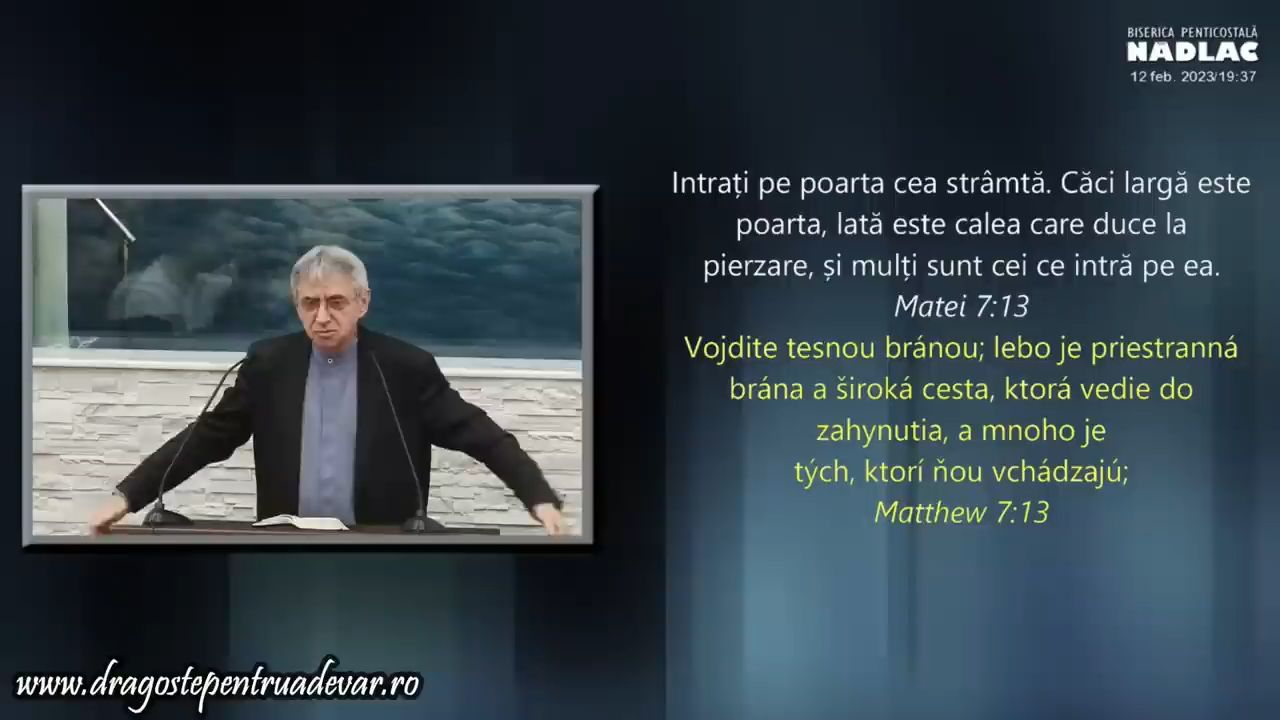 BISERICA PENTICOSTALĂ
NĂDLAC
12 feb. 2023/19:37
Intrați pe poarta cea strâmtă. Căci largă este
poarta, lată este calea care duce la
pierzare, și mulți sunt cei ce intră pe ea.
Matei 7:13
Vojdite tesnou bránou; lebo je priestranná
brána a široká cesta, ktorá vedie do
zahynutia, a mnoho je
tých, ktorí ňou vchádzajú;
Matthew 7:13
www.dragostepentruadevar.ro